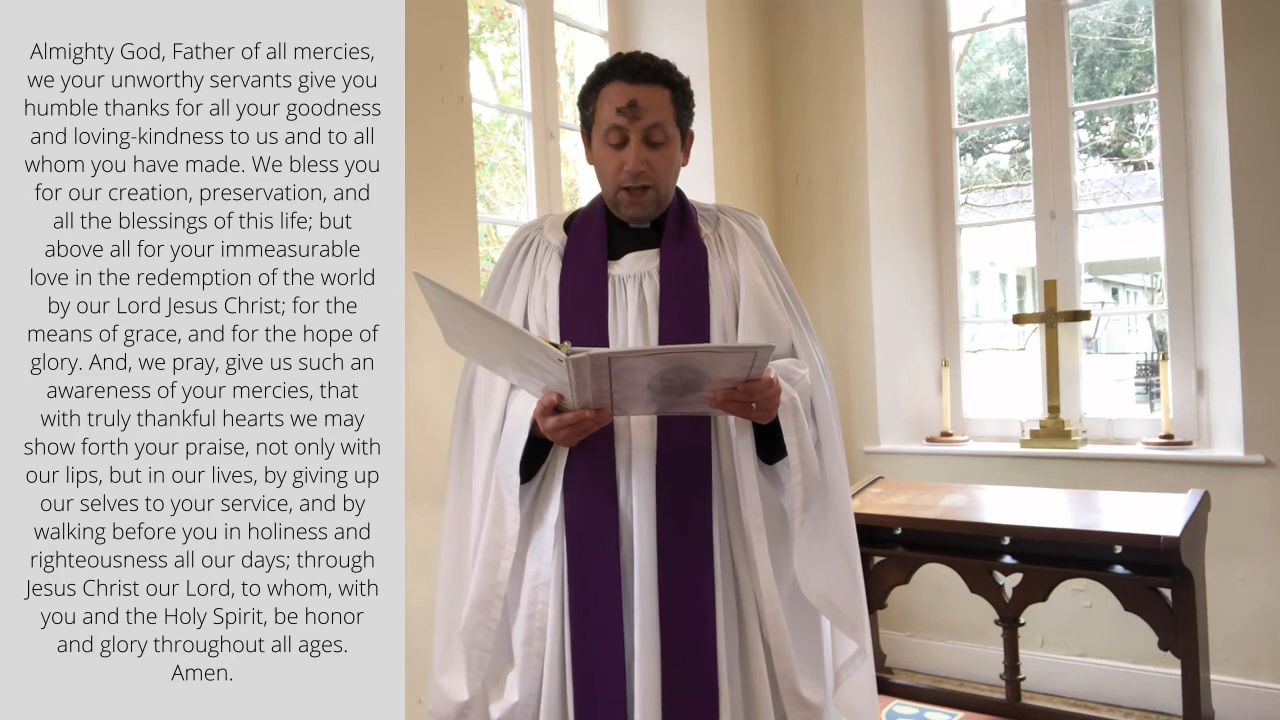 Almighty God, Father of all mercies,
we your unworthy servants give you
humble thanks for all your goodness
and loving-kindness to us and to all
whom you have made. We bless you
for our creation, preservation, and
all the blessings of this life; but
above all for your immeasurable
love in the redemption of the world
by our Lord Jesus Christ; for the
means of grace, and for the hope of
glory. And, we pray, give us such an
awareness of your mercies, that
with truly thankful hearts we may
show forth your praise, not only with
our lips, but in our lives, by giving up
our selves to your service, and by
walking before you in holiness and
righteousness all our days; through
Jesus Christ our Lord, to whom, with
you and the Holy Spirit, be honor
and glory throughout all ages.
Amen.